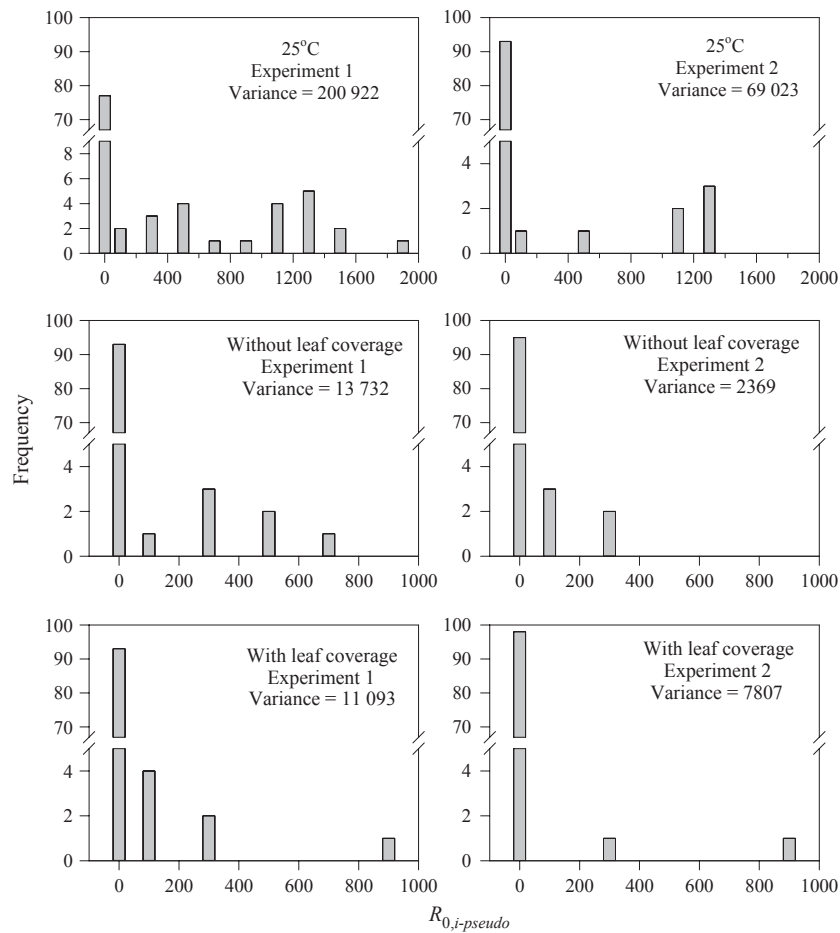 100
90
80
70
8
6
4
2
0
25°C
Experiment 1
Variance = 200 922
0 400 800 1200 1600 2000
100
90
80
70
4
2
0
25°C
Experiment 2
Variance = 69 023
0 400 800 1200 1600 2000
Frequency
100
90
80
70
4
2
0
Without leaf coverage
Experiment 1
Variance = 13 732
0 200 400 600 800 1000
100
90
80
70
4
2
0
Without leaf coverage
Experiment 2
Variance = 2369
0 200 400 600 800 1000
100
90
80
70
4
2
0
With leaf coverage
Experiment 1
Variance = 11 093
0 200 400 600 800 1000
100
90
80
70
4
2
0
With leaf coverage
Experiment 2
Variance = 7807
0 200 400 600 800 1000
R0,i-pseudo